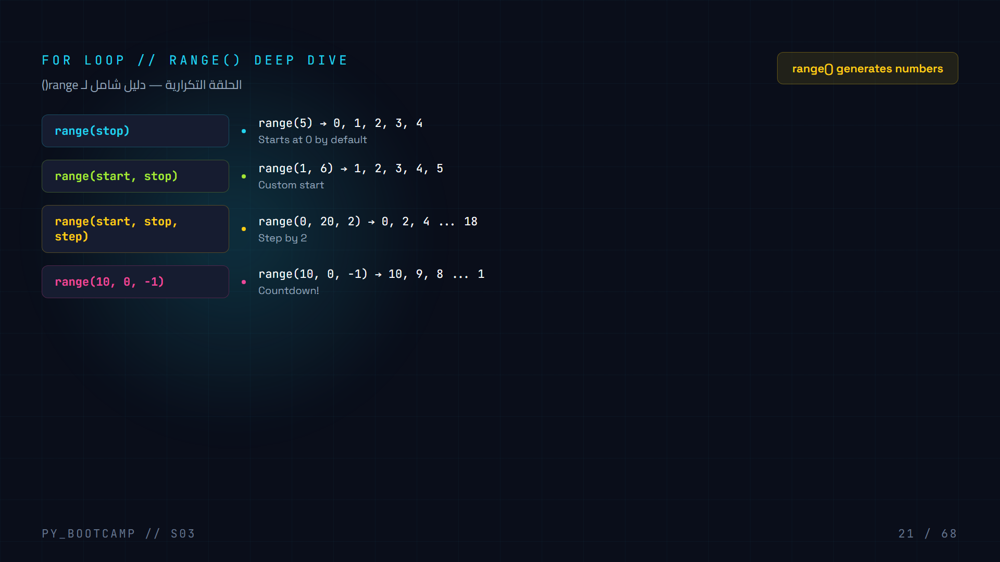 FOR LOOP // RANGE() DEEP DIVE
الحلقة التكرارية — دليل شامل لـ range()
range() generates numbers
range(stop)
range(5) → 0, 1, 2, 3, 4
Starts at 0 by default
range(start, stop)
range(1, 6) → 1, 2, 3, 4, 5
Custom start
range(start, stop,
step)
range(0, 20, 2) → 0, 2, 4 ... 18
Step by 2
range(10, 0, -1)
range(10, 0, -1) → 10, 9, 8 ... 1
Countdown!
PY_BOOTCAMP // S03
21 / 68